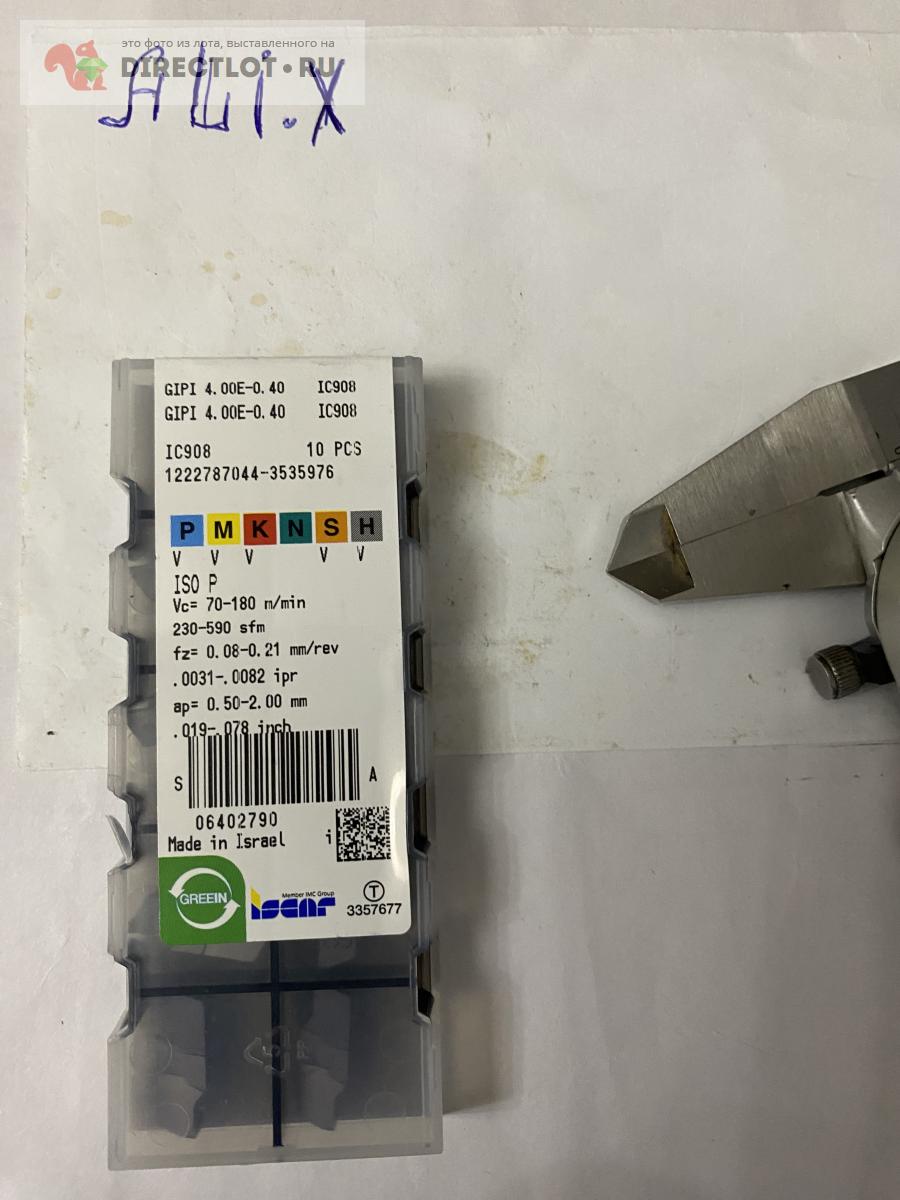 это фото из лота, выставленного на
DIRECTLOT·RU
ALi.X
GIPI 4.00E-0.40 IC908
GIPI 4.00E-0.40 IC908
IC908 10 PCS
1222787044-3535976
P M K N S H
V V V V V
ISO P
Vc= 70-180 m/min
230-590 sfm
fz= 0.08-0.21 mm/rev
.0031-.0082 ipr
ap= 0.50-2.00 mm
.019-.078 inch
S A
06402790
Made in Israel i
GREEIN
Member IMC Group
iscar
T
3357677
5
PP